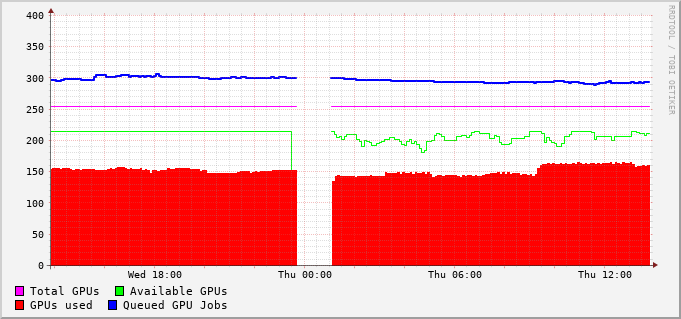 400
350
300
250
200
150
100
50
0
Wed 18:00 Thu 00:00 Thu 06:00 Thu 12:00
Total GPUs Available GPUs
GPUs used Queued GPU Jobs
RRDTOOL / TOBI OETIKER